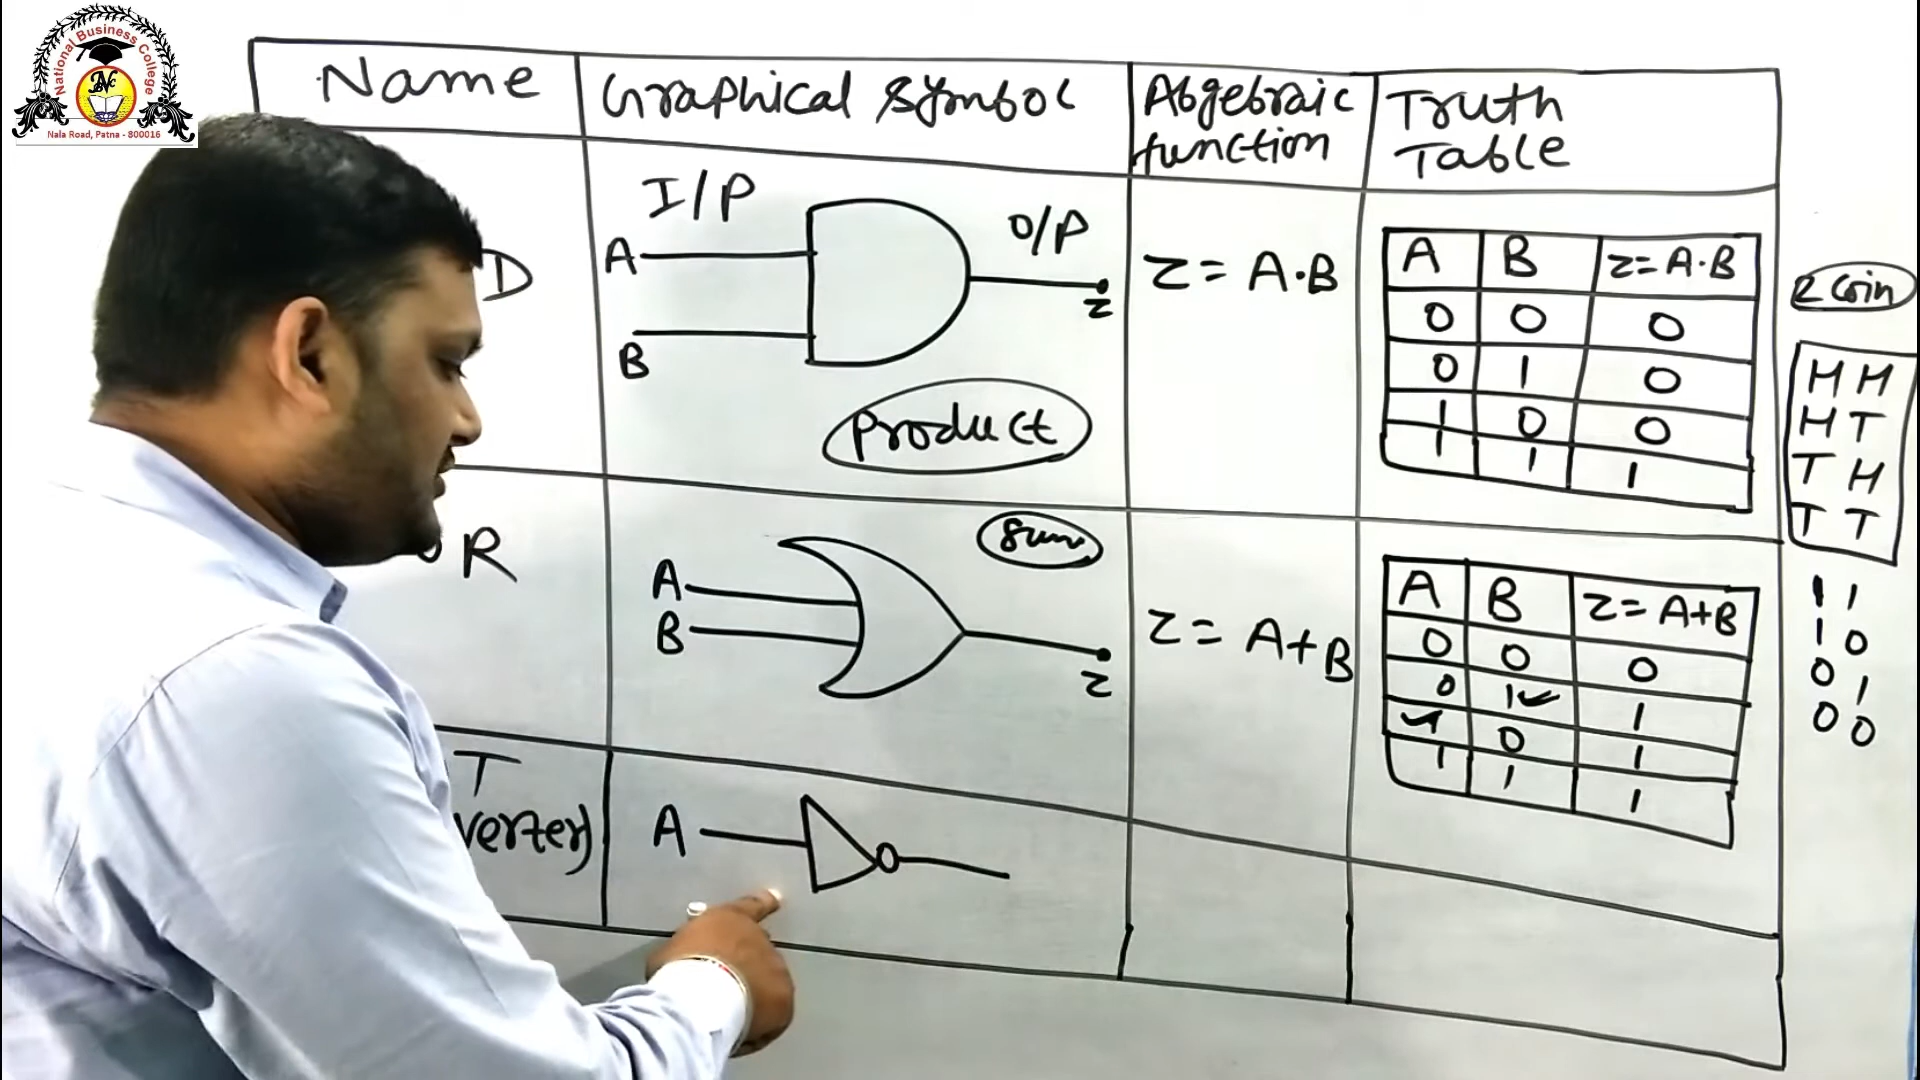 National Business College
NBC
Nala Road, Patna - 800016
Name
Graphical Symbol
Algebraic
function
Truth
Table
D
I/P
A
B
O/P
z
Product
z = A·B
A B z=A·B
0 0 0
0 1 0
1 0 0
1 1 1
2 Coin
H H
H T
T H
T T
OR
A
B
Sum
z
z = A+B
A B z=A+B
0 0 0
0 1 1
1 0 1
1 1 1
1 1
1 0
0 1
0 0
T
verter)
A